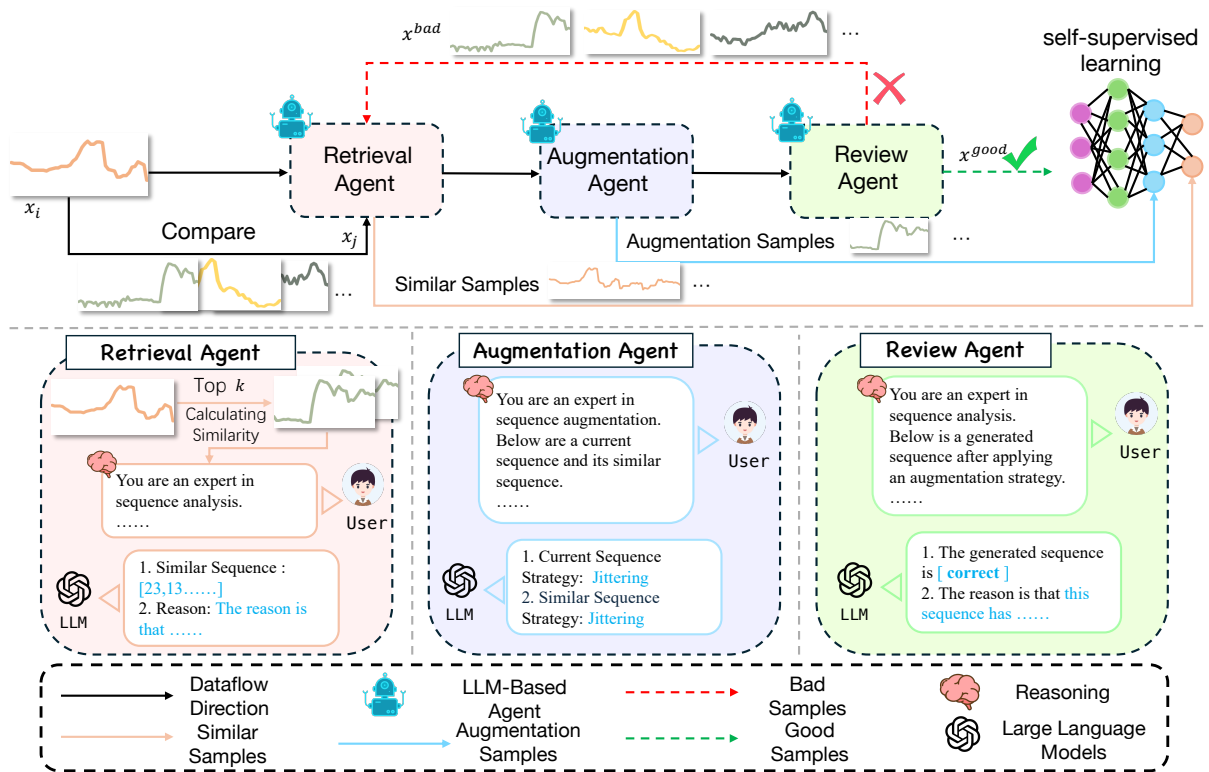 x^{bad}
...
self-supervised
learning
Retrieval
Agent
Augmentation
Agent
Review
Agent
x^{good}
x_i
Compare
x_j
...
Augmentation Samples
...
Similar Samples
...
Retrieval Agent
Top k
Calculating
Similarity
You are an expert in
sequence analysis.
......
User
1. Similar Sequence :
[23,13......]
2. Reason: The reason is
that ......
LLM
Augmentation Agent
You are an expert in
sequence augmentation.
Below are a current
sequence and its similar
sequence.
......
User
1. Current Sequence
Strategy: Jittering
2. Similar Sequence
Strategy: Jittering
LLM
Review Agent
You are an expert in
sequence analysis.
Below is a generated
sequence after applying
an augmentation strategy.
......
User
1. The generated sequence
is [ correct ]
2. The reason is that this
sequence has ......
LLM
Dataflow
Direction
LLM-Based
Agent
Bad
Samples
Reasoning
Similar
Samples
Augmentation
Samples
Good
Samples
Large Language
Models